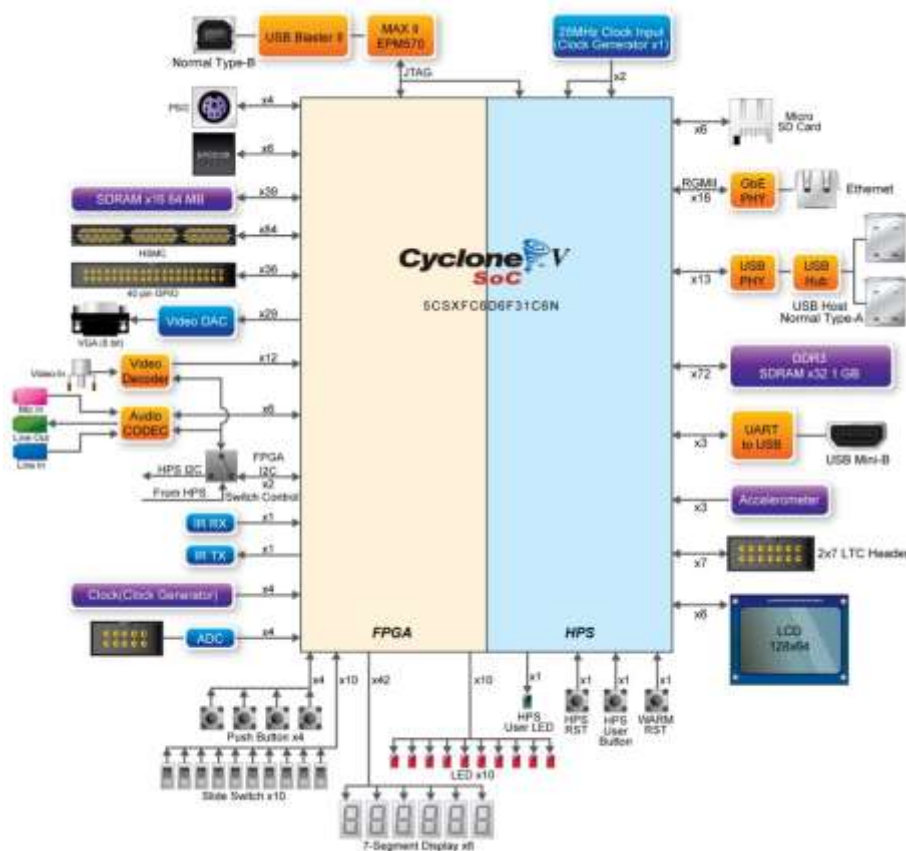 USB Blaster II
MAX II
EPM570
Normal Type-B
25MHz Clock Input
(Clock Generator x1)
JTAG
x2
PS/2
x4
x6
Micro
SD Card
x6
SDRAM x16 64 MB
x39
RGMII
x16
GbE
PHY
Ethernet
HSMC
x84
40 pin GPIO
x36
Cyclone V
SoC
5CSXFC6D6F31C6N
x13
USB
PHY
USB
Hub
USB Host
Normal Type-A
VGA (8 bit)
Video DAC
x29
Video In
Video
Decoder
x12
x72
DDR3
SDRAM x32 1 GB
Mic In
Line Out
Line In
Audio
CODEC
x6
x3
UART
to USB
USB Mini-B
HPS I2C
From HPS
FPGA
I2C
x2
Switch Control
x3
Accelerometer
IR RX
x1
IR TX
x1
x7
2x7 LTC Header
Clock(Clock Generator)
x4
x6
LCD
128x64
ADC
x4
FPGA
HPS
x4
x10
x42
x10
x1
x1
x1
x1
Push Button x4
HPS
User LED
HPS
RST
HPS
User
Button
WARM
RST
Slide Switch x10
LED x10
7-Segment Display x6